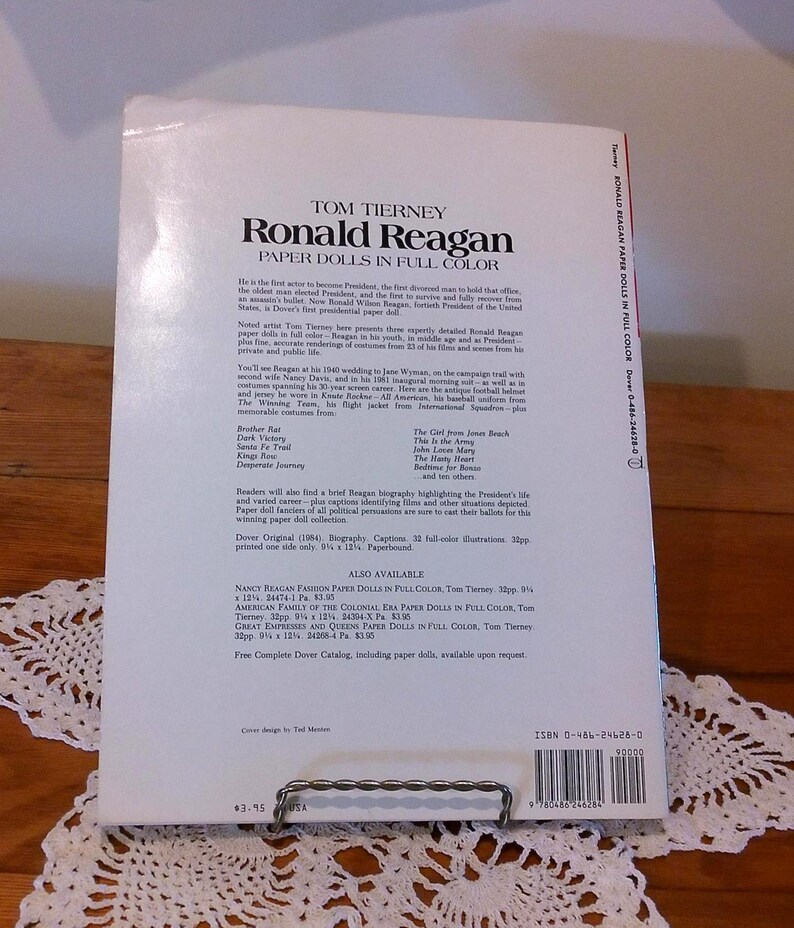 TOM TIERNEY
Ronald Reagan
PAPER DOLLS IN FULL COLOR
He is the first actor to become President, the first divorced man to hold that office,
the oldest man elected President, and the first to survive and fully recover from
an assassin's bullet. Now Ronald Wilson Reagan, fortieth President of the United
States, is Dover's first presidential paper doll.
Noted artist Tom Tierney here presents three expertly detailed Ronald Reagan
paper dolls in full color—Reagan in his youth, in middle age and as President—
plus fine, accurate renderings of costumes from 23 of his films and scenes from his
private and public life.
You'll see Reagan at his 1940 wedding to Jane Wyman, on the campaign trail with
second wife Nancy Davis, and in his 1981 inaugural morning suit—as well as in
costumes spanning his 30-year screen career. Here are the antique football helmet
and jersey he wore in Knute Rockne—All American, his baseball uniform from
The Winning Team, his flight jacket from International Squadron—plus
memorable costumes from:
Brother Rat
Dark Victory
Santa Fe Trail
Kings Row
Desperate Journey
The Girl from Jones Beach
This Is the Army
John Loves Mary
The Hasty Heart
Bedtime for Bonzo
...and ten others.
Readers will also find a brief Reagan biography highlighting the President's life
and varied career—plus captions identifying films and other situations depicted.
Paper doll fanciers of all political persuasions are sure to cast their ballots for this
winning paper doll collection.
Dover Original (1984). Biography. Captions. 32 full-color illustrations. 32pp.
printed one side only. 9¼ x 12¼. Paperbound.
ALSO AVAILABLE
NANCY REAGAN FASHION PAPER DOLLS IN FULL COLOR, Tom Tierney. 32pp. 9¼
x 12¼. 24474-1 Pa. $3.95
AMERICAN FAMILY OF THE COLONIAL ERA PAPER DOLLS IN FULL COLOR, Tom
Tierney. 32pp. 9¼ x 12¼. 24394-X Pa. $3.95
GREAT EMPRESSES AND QUEENS PAPER DOLLS IN FULL COLOR, Tom Tierney.
32pp. 9¼ x 12¼. 24268-4 Pa. $3.95
Free Complete Dover Catalog, including paper dolls, available upon request.
Cover design by Ted Menten
ISBN 0-486-24628-0
90000
9 780486 246284
$3.95 USA
Tierney RONALD REAGAN PAPER DOLLS IN FULL COLOR Dover 0-486-24628-0